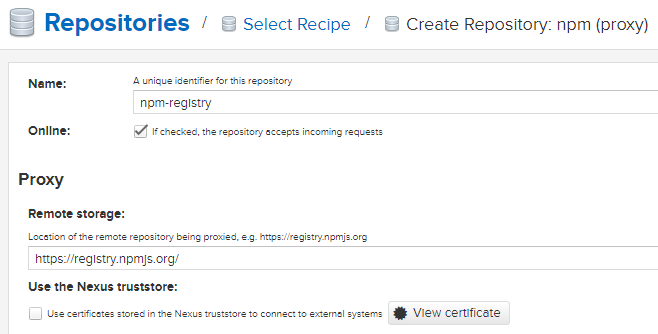 Repositories / Select Recipe / Create Repository: npm (proxy)
Name: A unique identifier for this repository
npm-registry
Online: If checked, the repository accepts incoming requests
Proxy
Remote storage:
Location of the remote repository being proxied, e.g. https://registry.npmjs.org
https://registry.npmjs.org/
Use the Nexus truststore:
Use certificates stored in the Nexus truststore to connect to external systems View certificate